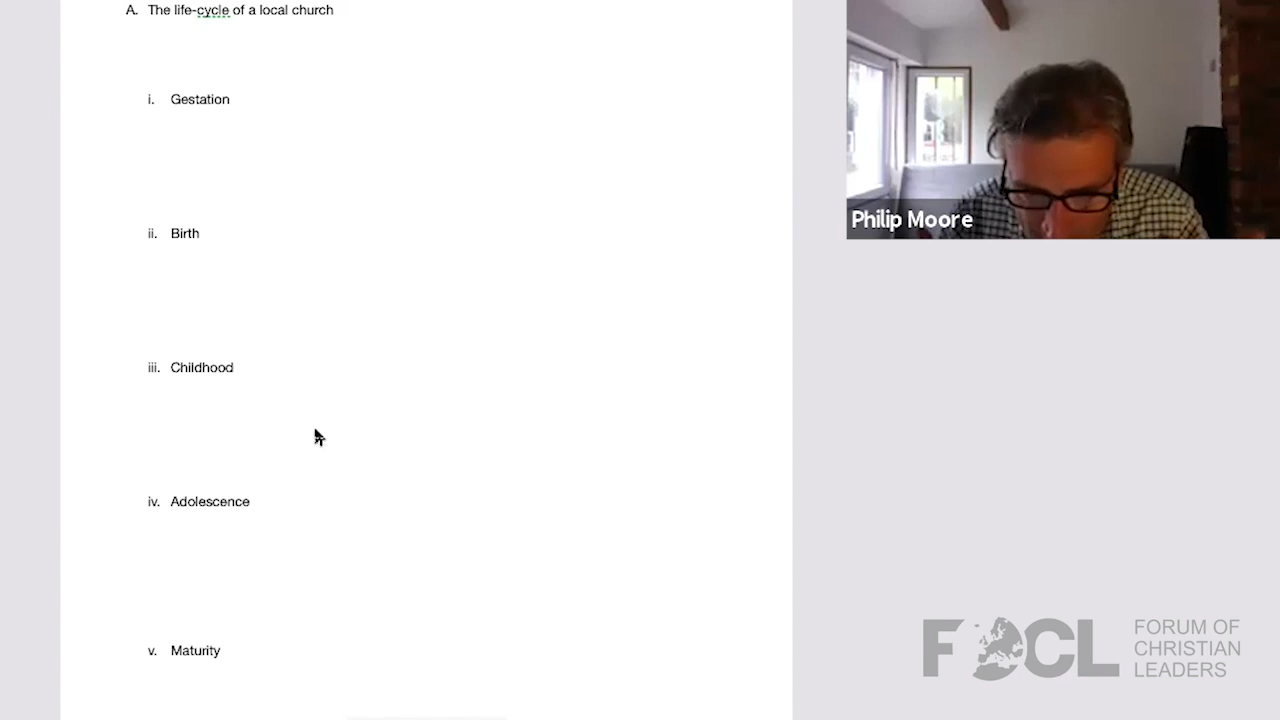 A. The life-cycle of a local church
i. Gestation
ii. Birth
iii. Childhood
iv. Adolescence
v. Maturity
Philip Moore
FOCL
FORUM OF
CHRISTIAN
LEADERS